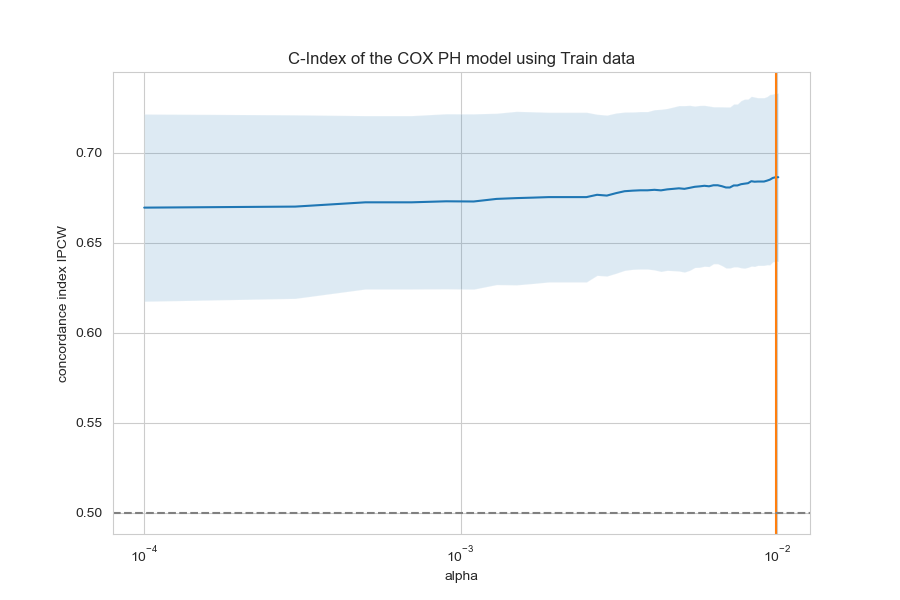 C-Index of the COX PH model using Train data
concordance index IPCW
0.70
0.65
0.60
0.55
0.50
10⁻⁴
10⁻³
10⁻²
alpha